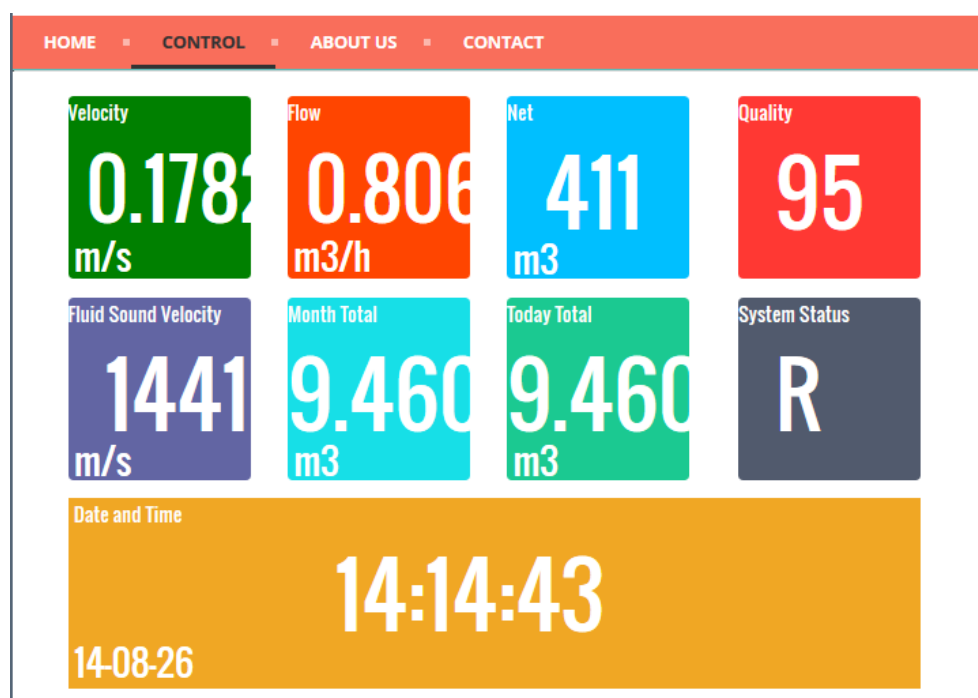 HOME CONTROL ABOUT US CONTACT
Velocity
0.1782
m/s
Flow
0.806
m3/h
Net
411
m3
Quality
95
Fluid Sound Velocity
1441
m/s
Month Total
9.460
m3
Today Total
9.460
m3
System Status
R
Date and Time
14:14:43
14-08-26